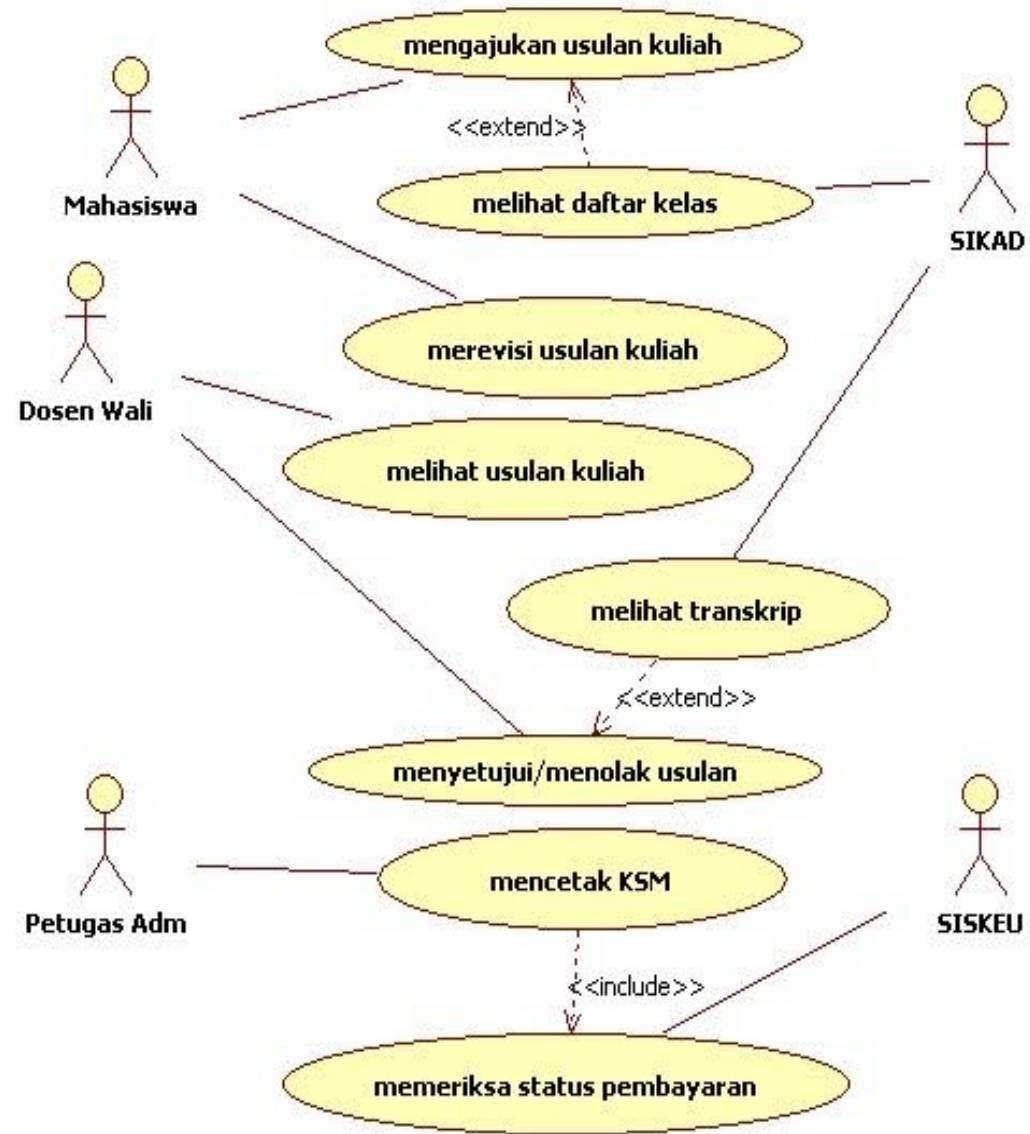 mengajukan usulan kuliah
<<extend>>
Mahasiswa
melihat daftar kelas
SIKAD
merevisi usulan kuliah
Dosen Wali
melihat usulan kuliah
melihat transkrip
<<extend>>
menyetujui/menolak usulan
mencetak KSM
Petugas Adm
SISKEU
<<include>>
memeriksa status pembayaran